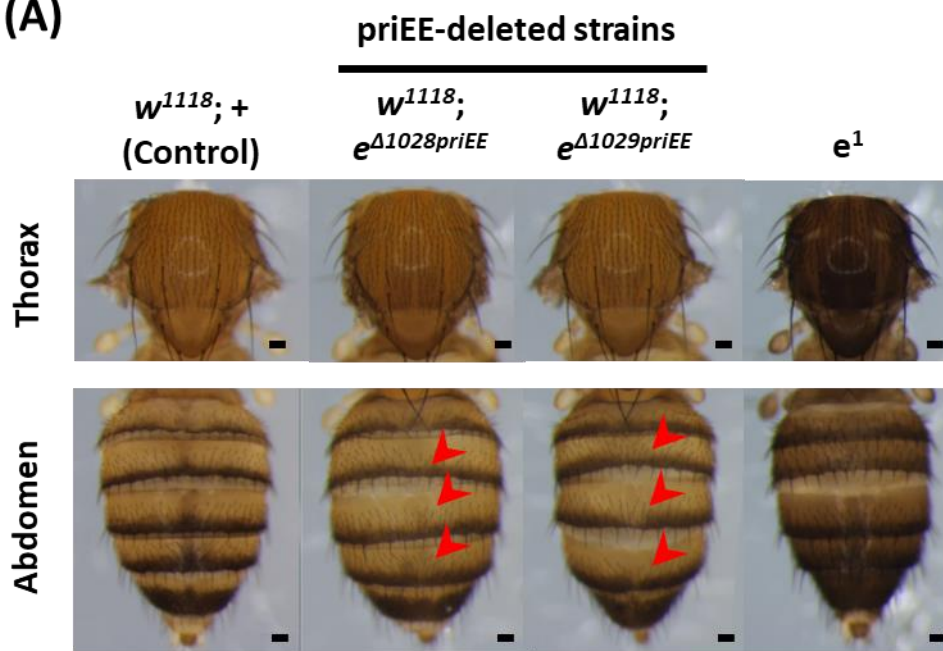 (A)
priEE-deleted strains
w1118; +
(Control)
w1118;
eΔ1028priEE
w1118;
eΔ1029priEE
e1
Thorax
Abdomen